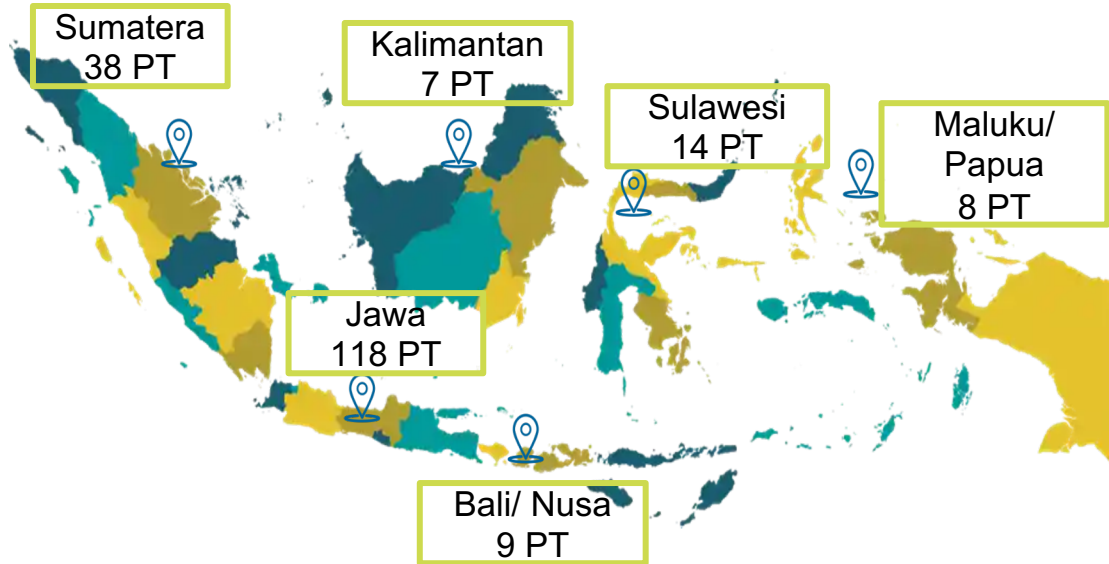 Sumatera
38 PT
Kalimantan
7 PT
Sulawesi
14 PT
Maluku/
Papua
8 PT
Jawa
118 PT
Bali/ Nusa
9 PT